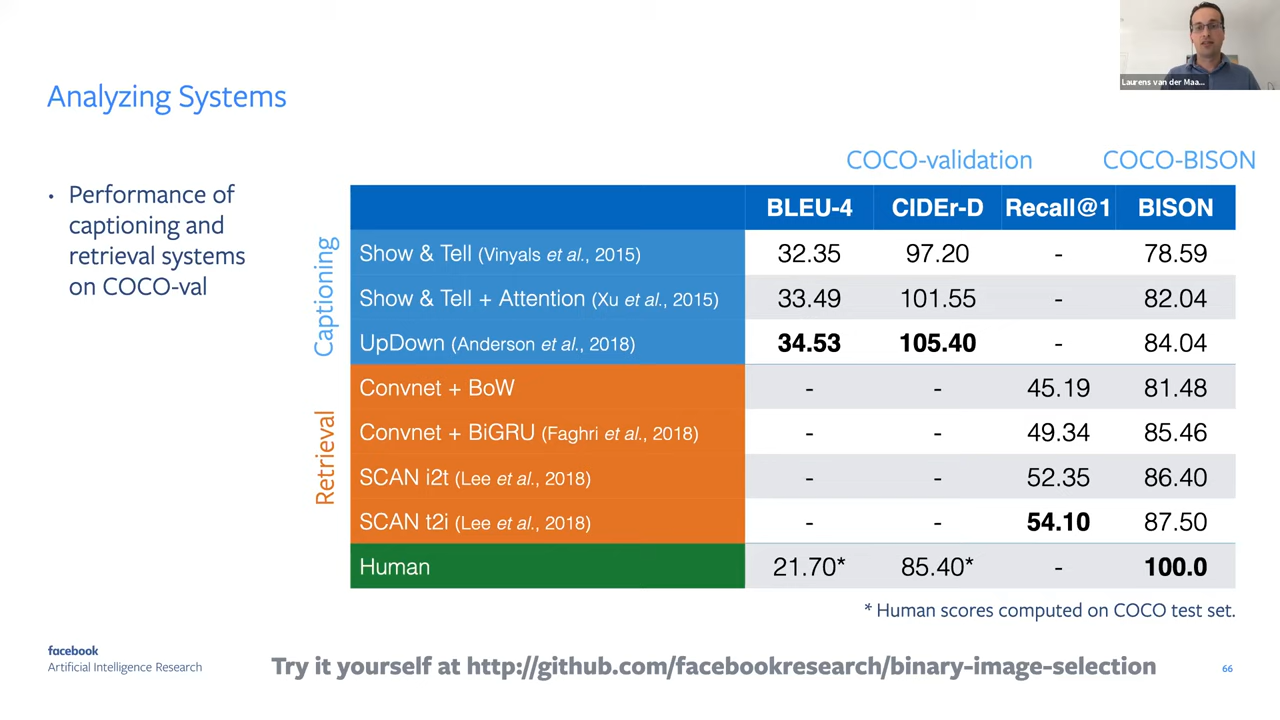 Laurens van der Maa...
Analyzing Systems
• Performance of
captioning and
retrieval systems
on COCO-val
COCO-validation COCO-BISON
BLEU-4 CIDEr-D Recall@1 BISON
Captioning
Show & Tell (Vinyals et al., 2015) 32.35 97.20 - 78.59
Show & Tell + Attention (Xu et al., 2015) 33.49 101.55 - 82.04
UpDown (Anderson et al., 2018) 34.53 105.40 - 84.04
Retrieval
Convnet + BoW - - 45.19 81.48
Convnet + BiGRU (Faghri et al., 2018) - - 49.34 85.46
SCAN i2t (Lee et al., 2018) - - 52.35 86.40
SCAN t2i (Lee et al., 2018) - - 54.10 87.50
Human 21.70* 85.40* - 100.0
* Human scores computed on COCO test set.
facebook
Artificial Intelligence Research
Try it yourself at http://github.com/facebookresearch/binary-image-selection
66